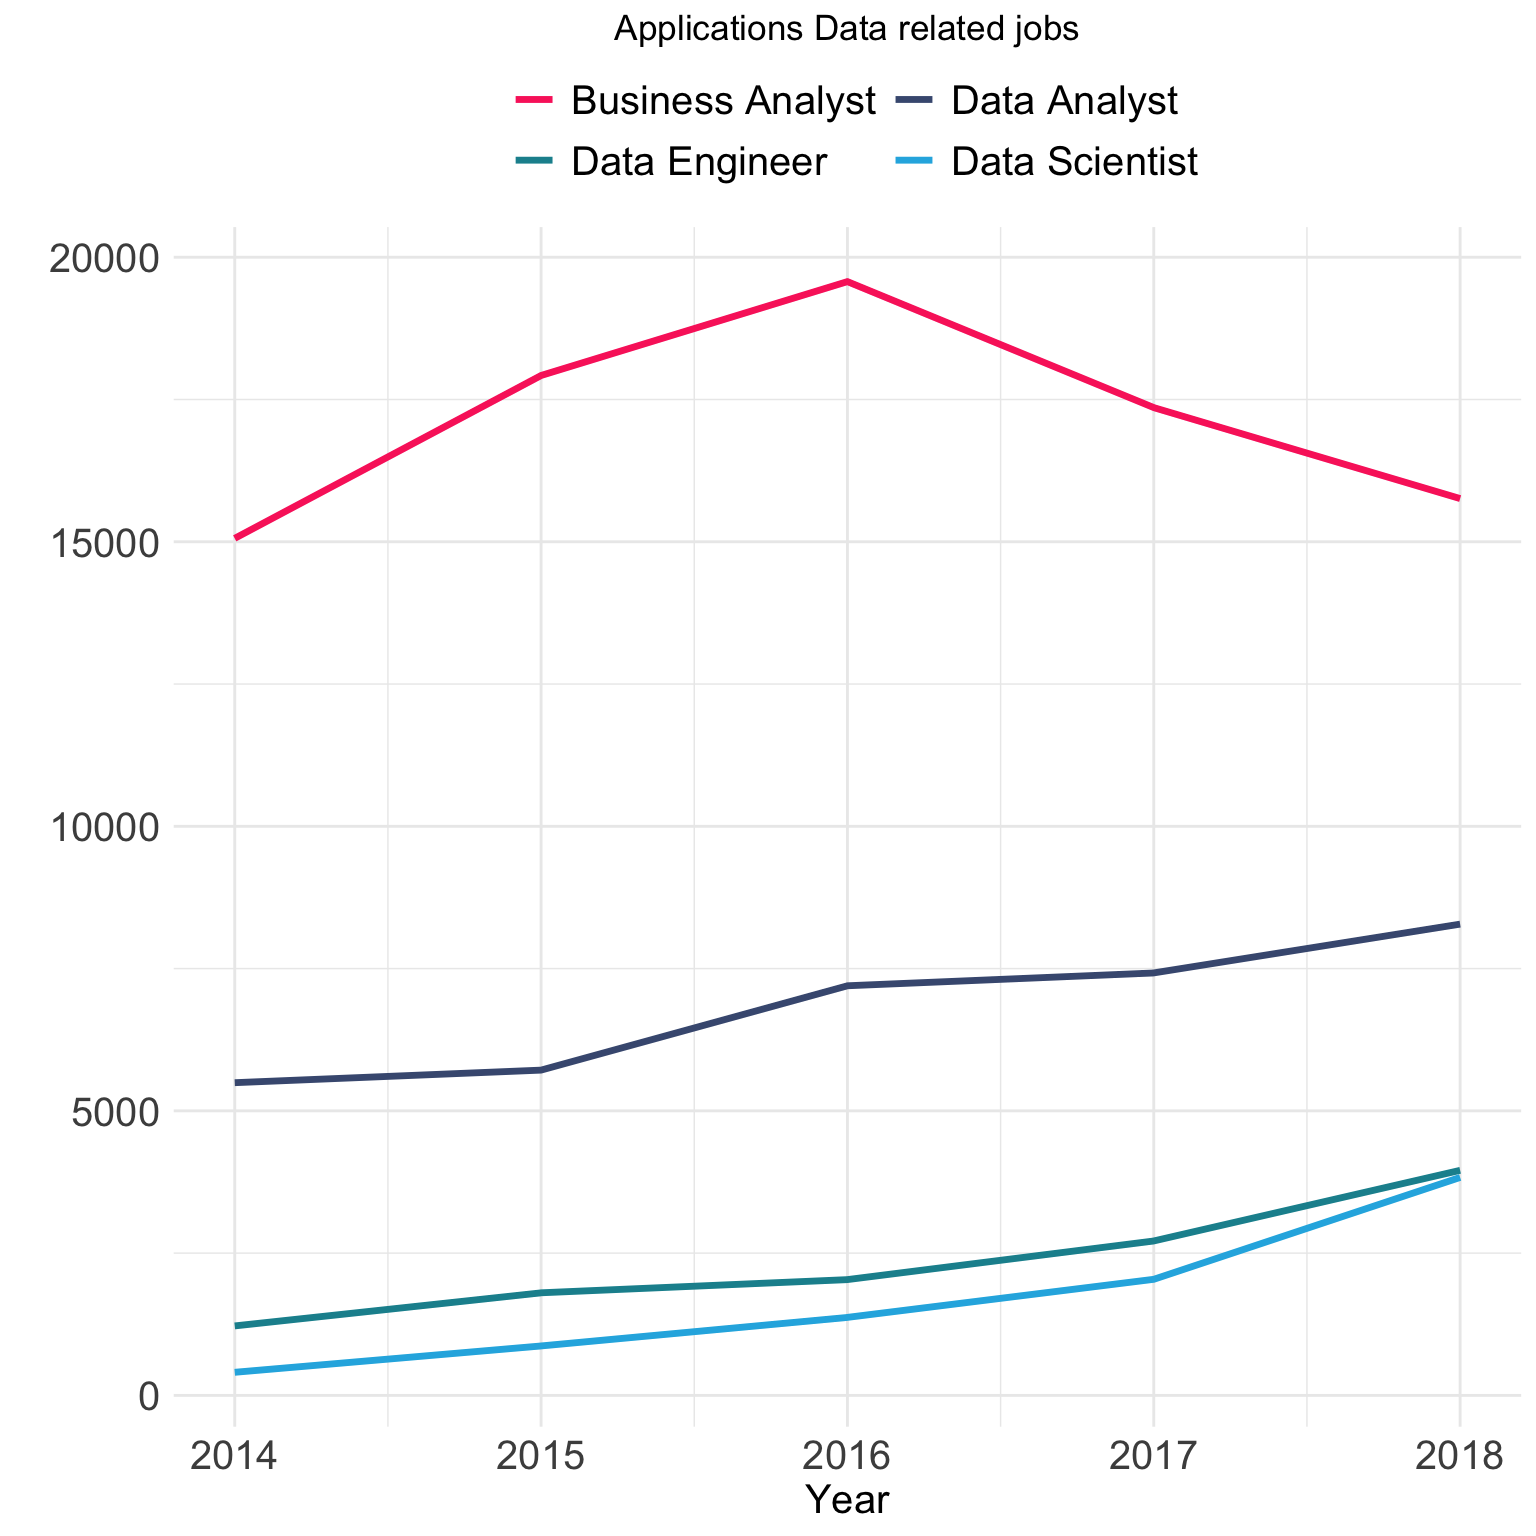 Applications Data related jobs
Business Analyst Data Analyst
Data Engineer Data Scientist
20000
15000
10000
5000
0
2014 2015 2016 2017 2018
Year